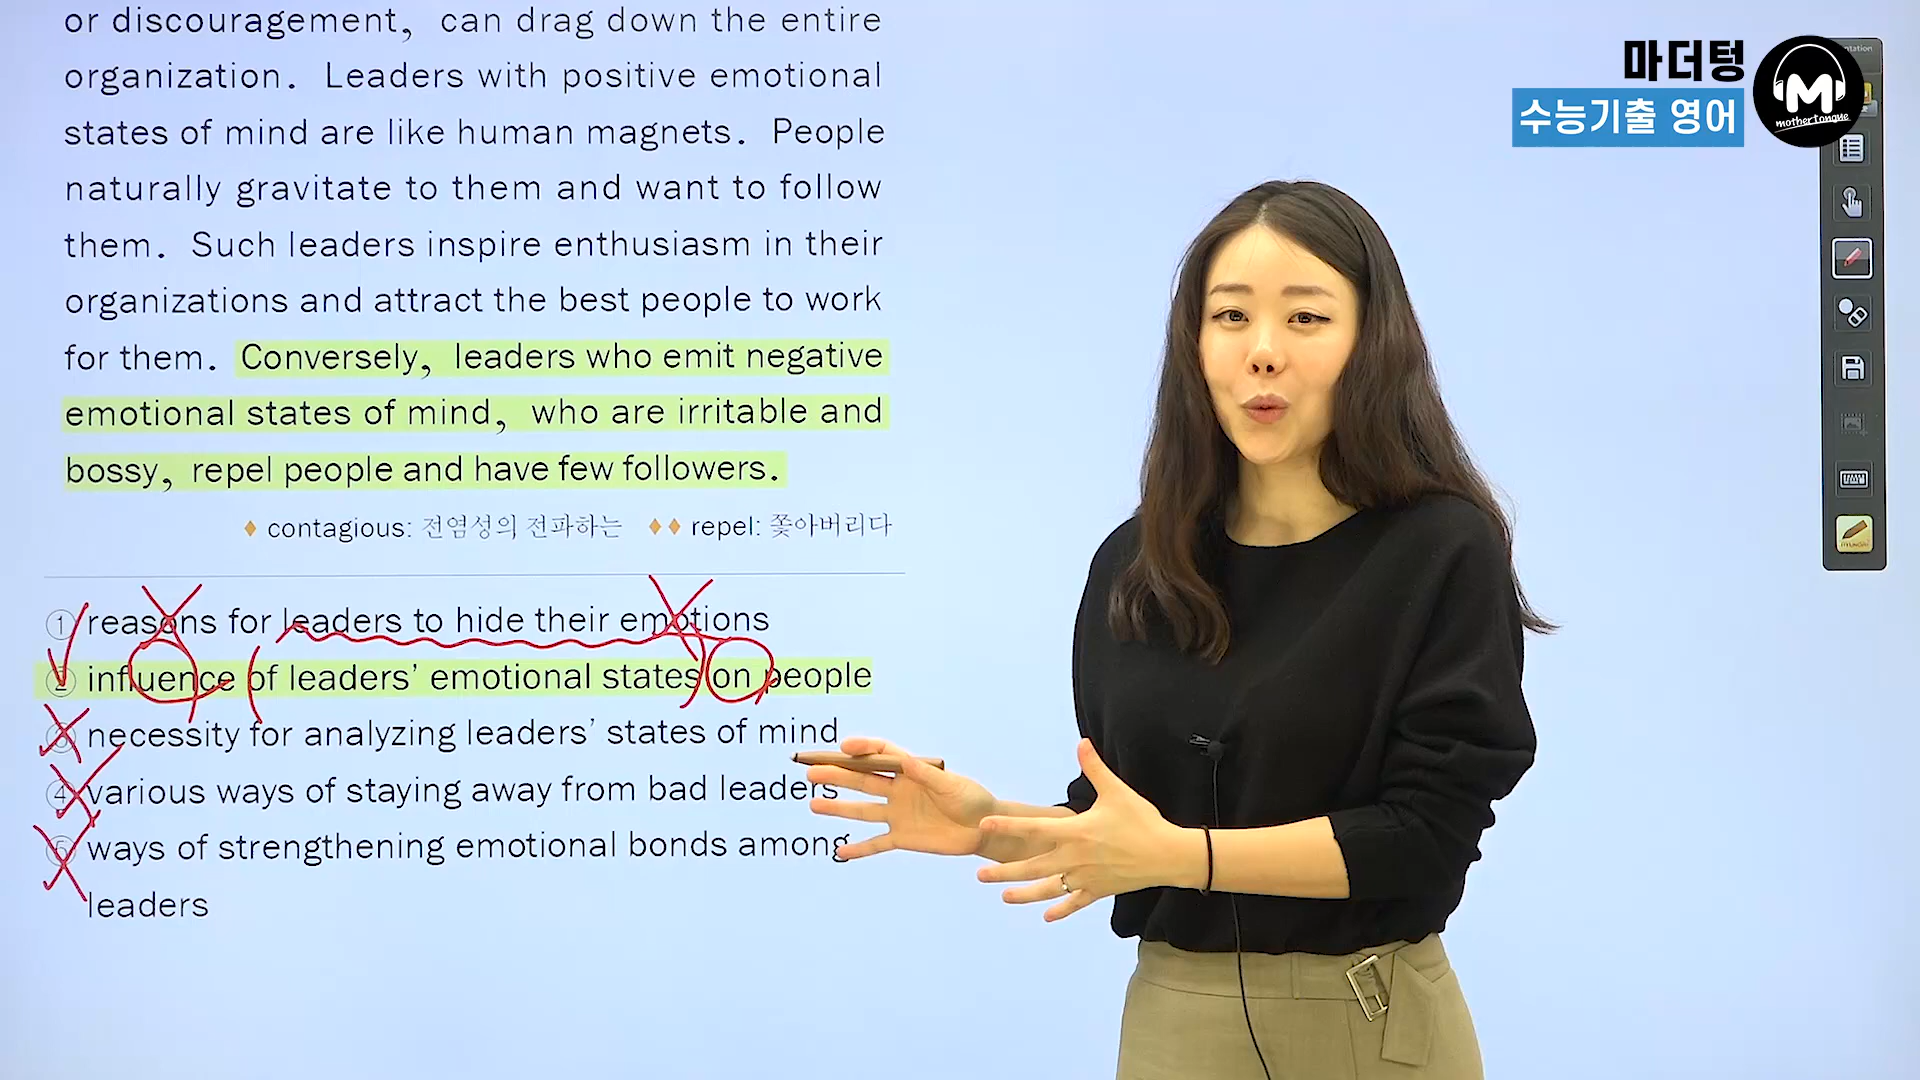 or discouragement, can drag down the entire
organization. Leaders with positive emotional
states of mind are like human magnets. People
naturally gravitate to them and want to follow
them. Such leaders inspire enthusiasm in their
organizations and attract the best people to work
for them. Conversely, leaders who emit negative
emotional states of mind, who are irritable and
bossy, repel people and have few followers.
♦ contagious: 전염성의 전파하는 ♦♦ repel: 쫓아버리다
① reasons for leaders to hide their emotions
② influence of leaders’ emotional states on people
③ necessity for analyzing leaders’ states of mind
④ various ways of staying away from bad leaders
⑤ ways of strengthening emotional bonds among
leaders
마더텅
수능기출 영어
M
mothertongue